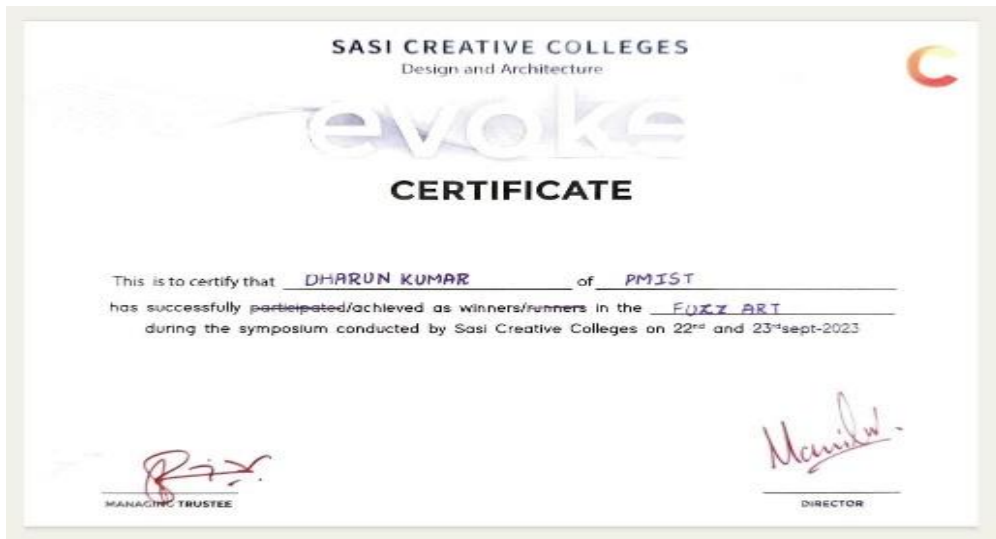 SASI CREATIVE COLLEGES
Design and Architecture
evoke
CERTIFICATE
This is to certify that DHARUN KUMAR of PMIST
has successfully participated/achieved as winners/runners in the FUZZ ART
during the symposium conducted by Sasi Creative Colleges on 22nd and 23rd sept-2023
MANAGING TRUSTEE
DIRECTOR